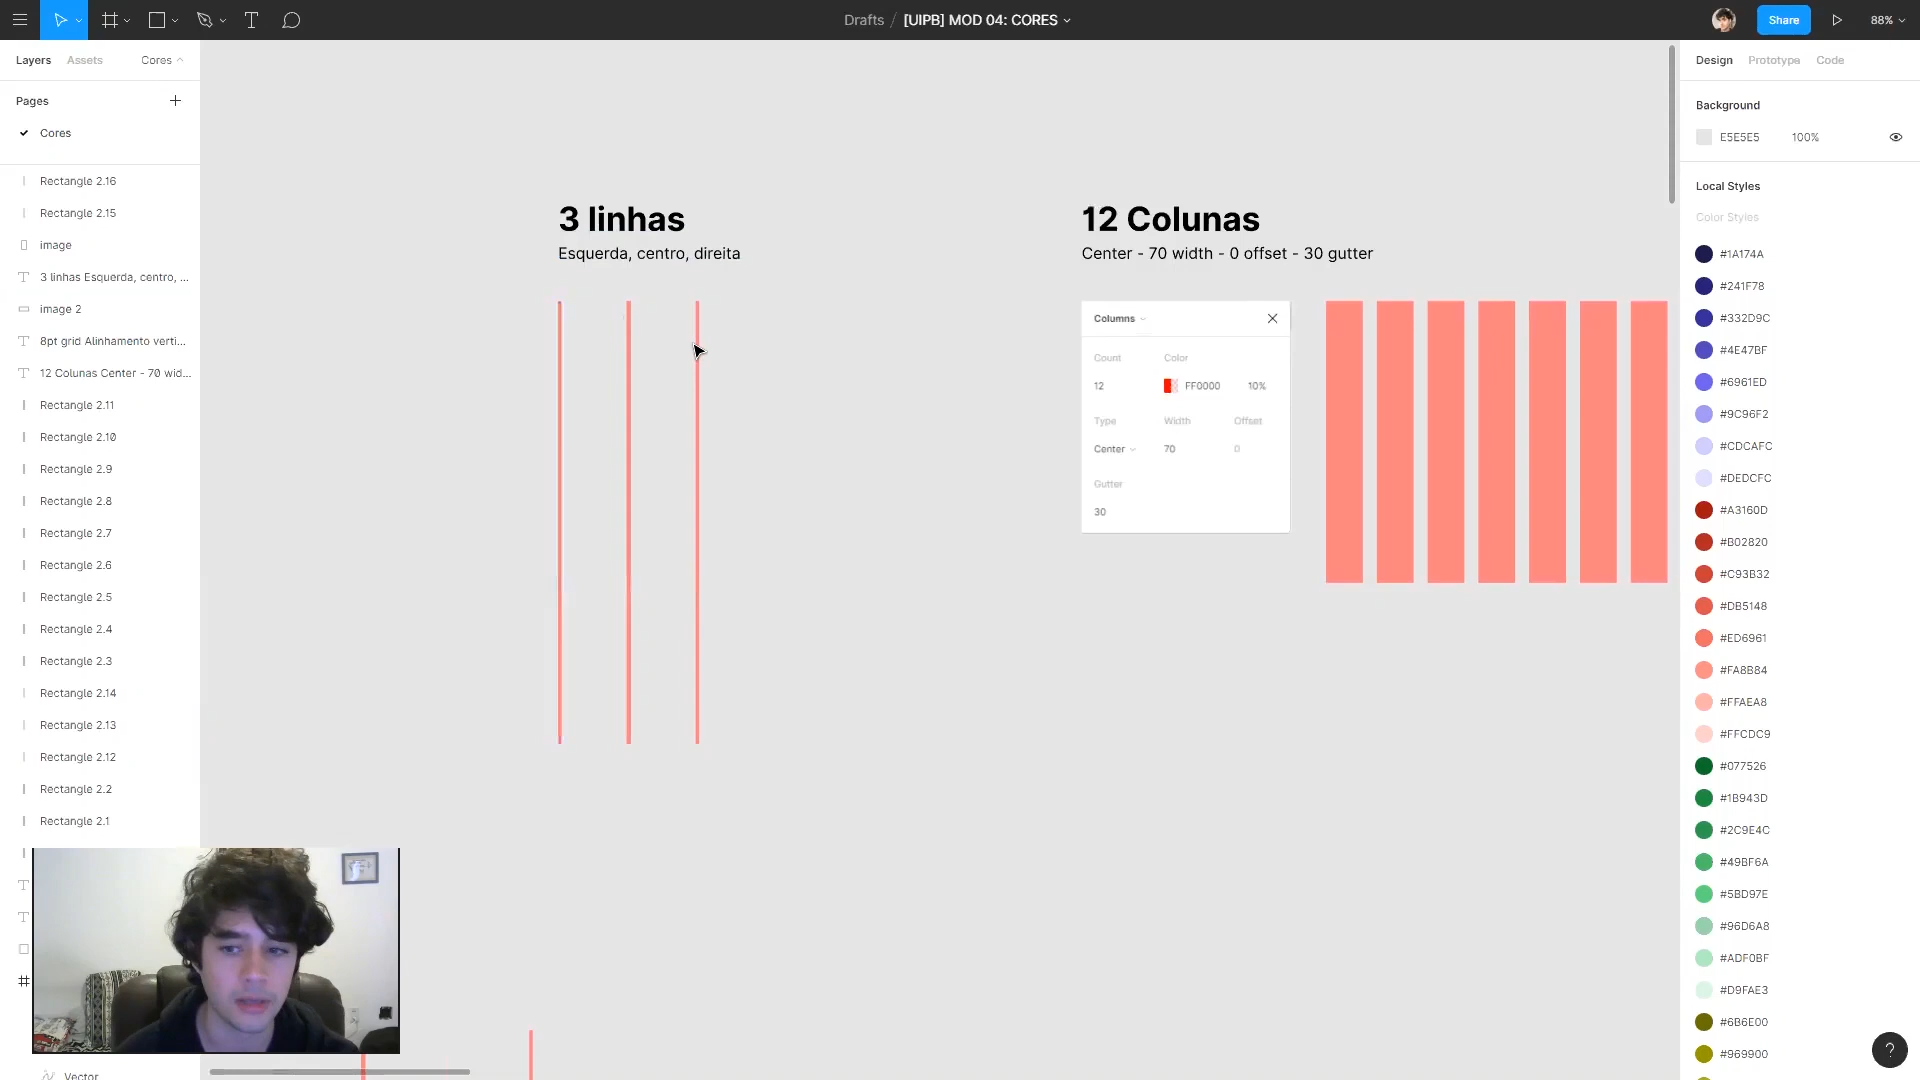 Drafts / [UIPB] MOD 04: CORES
Share
88%
Layers
Assets
Cores
Pages
Cores
Rectangle 2.16
Rectangle 2.15
image
3 linhas Esquerda, centro, ...
image 2
8pt grid Alinhamento verti...
12 Colunas Center - 70 wid...
Rectangle 2.11
Rectangle 2.10
Rectangle 2.9
Rectangle 2.8
Rectangle 2.7
Rectangle 2.6
Rectangle 2.5
Rectangle 2.4
Rectangle 2.3
Rectangle 2.14
Rectangle 2.13
Rectangle 2.12
Rectangle 2.2
Rectangle 2.1
Vector
3 linhas
Esquerda, centro, direita
12 Colunas
Center - 70 width - 0 offset - 30 gutter
Columns
Count
Color
12
FF0000
10%
Type
Width
Offset
Center
70
0
Gutter
30
Design
Prototype
Code
Background
E5E5E5
100%
Local Styles
Color Styles
#1A174A
#241F78
#332D9C
#4E47BF
#6961ED
#9C96F2
#CDCAFC
#DEDCFC
#A3160D
#B02820
#C93B32
#DB5148
#ED6961
#FA8B84
#FFAEA8
#FFCDC9
#077526
#1B943D
#2C9E4C
#49BF6A
#5BD97E
#96D6A8
#ADF0BF
#D9FAE3
#6B6E00
#969900
?